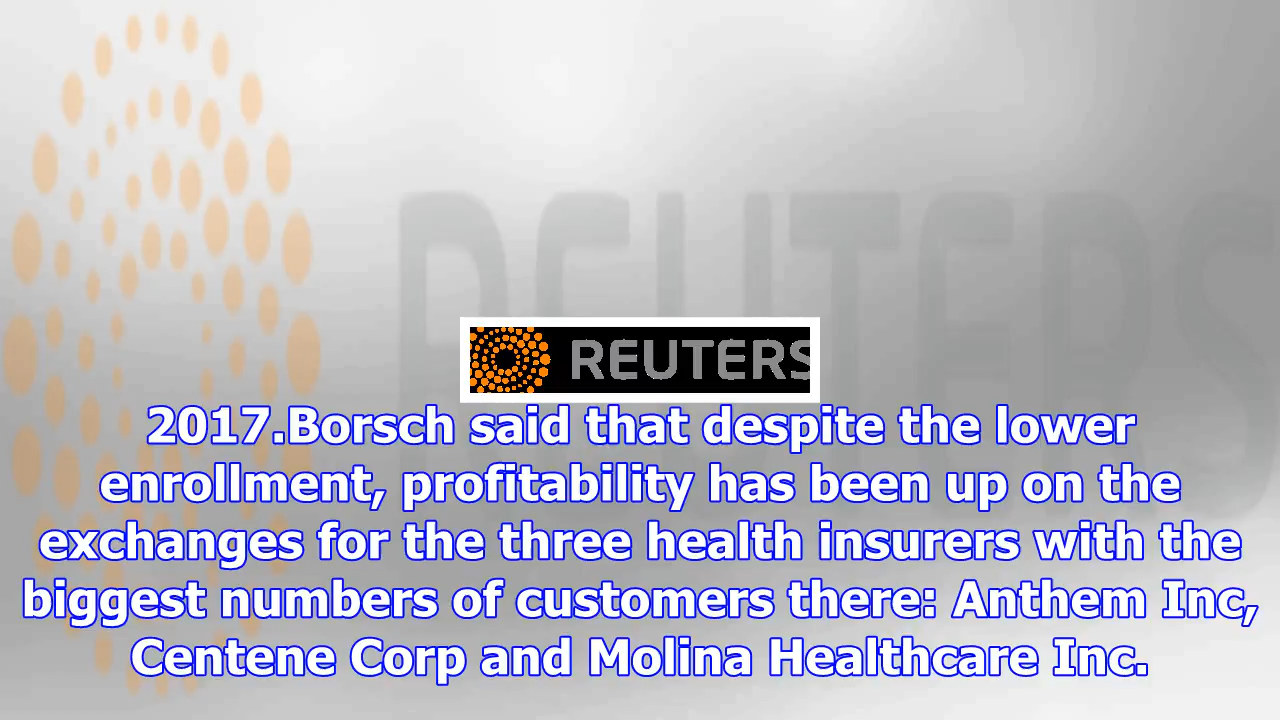 REUTERS
REUTERS
2017.Borsch said that despite the lower
enrollment, profitability has been up on the
exchanges for the three health insurers with the
biggest numbers of customers there: Anthem Inc,
Centene Corp and Molina Healthcare Inc.